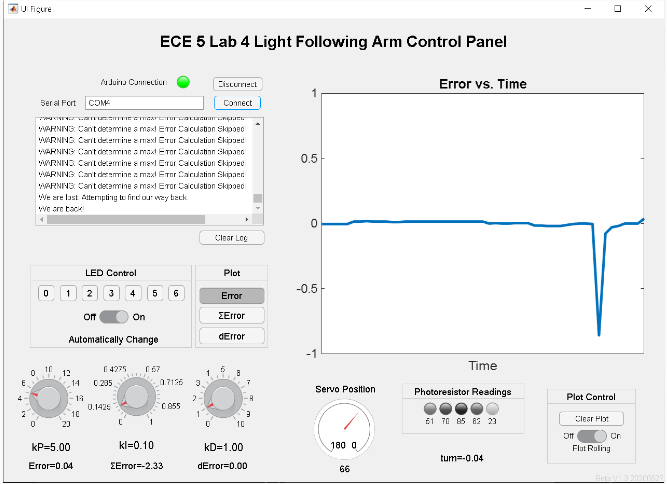 UI Figure
ECE 5 Lab 4 Light Following Arm Control Panel
Arduino Connection
Disconnect
Serial Port
COM4
Connect
WARNING: Can't determine a max! Error Calculation Skipped
WARNING: Can't determine a max! Error Calculation Skipped
WARNING: Can't determine a max! Error Calculation Skipped
WARNING: Can't determine a max! Error Calculation Skipped
WARNING: Can't determine a max! Error Calculation Skipped
WARNING: Can't determine a max! Error Calculation Skipped
WARNING: Can't determine a max! Error Calculation Skipped
We are lost. Attempting to find our way back
We are back!
Clear Log
LED Control
0 1 2 3 4 5 6
Off On
Automatically Change
Plot
Error
ΣError
dError
0 2 4 6 8 10 12 14 16 18 20
kP=5.00
Error=0.04
0 0.1425 0.285 0.4275 0.57 0.7125 0.855 1
kI=0.10
ΣError=-2.33
0 1 2 3 4 5 6 7 8 9 10
kD=1.00
dError=0.00
Error vs. Time
1
0.5
0
-0.5
-1
Time
Servo Position
180 0
66
Photoresistor Readings
61 70 85 62 23
turn=-0.04
Plot Control
Clear Plot
Off On
Plot Rolling